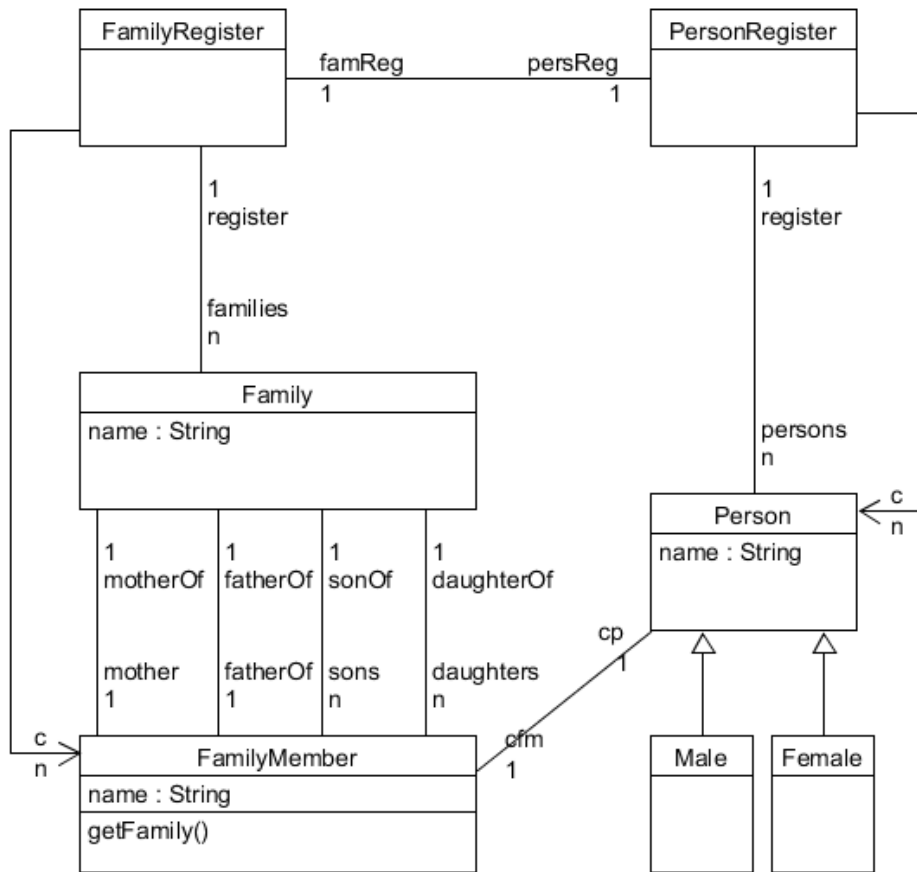 FamilyRegister
PersonRegister
famReg
persReg
1
1
1
register
1
register
families
n
Family
name : String
persons
n
c
n
Person
name : String
1
motherOf
1
fatherOf
1
sonOf
1
daughterOf
mother
1
fatherOf
1
sons
n
daughters
n
cp
1
c
n
FamilyMember
name : String
getFamily()
cfm
1
Male
Female